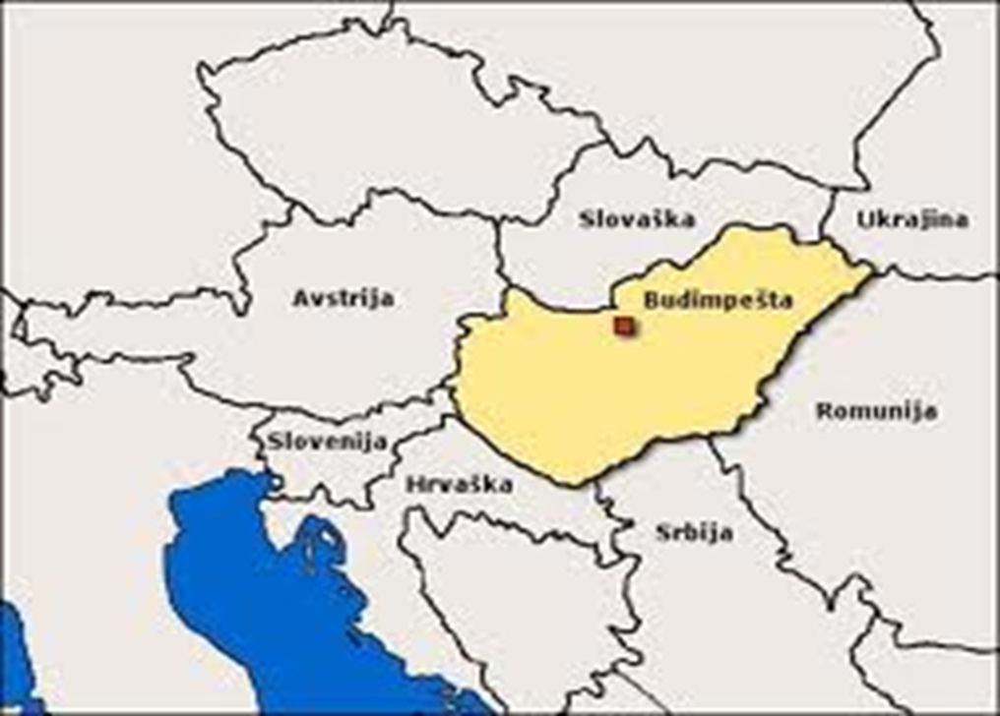 Slovaška
Ukrajina
Avstrija
Budimpešta
Romunija
Slovenija
Hrvaška
Srbija